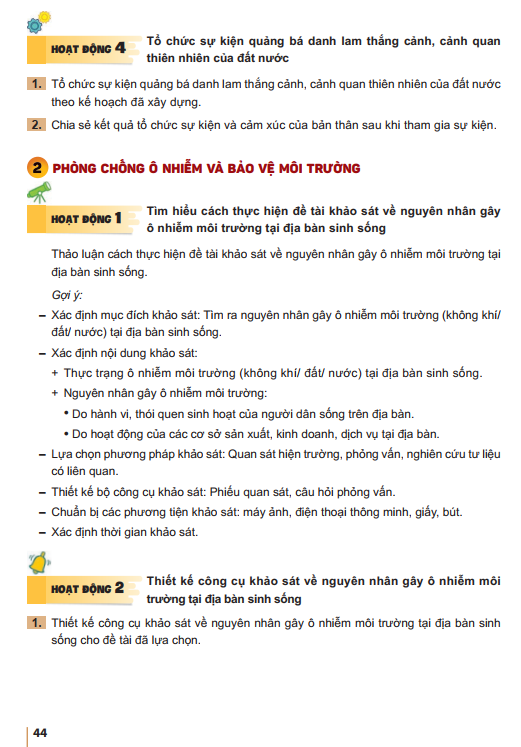 HOẠT ĐỘNG 4
Tổ chức sự kiện quảng bá danh lam thắng cảnh, cảnh quan
thiên nhiên của đất nước
1. Tổ chức sự kiện quảng bá danh lam thắng cảnh, cảnh quan thiên nhiên của đất nước
theo kế hoạch đã xây dựng.
2. Chia sẻ kết quả tổ chức sự kiện và cảm xúc của bản thân sau khi tham gia sự kiện.
2 PHÒNG CHỐNG Ô NHIỄM VÀ BẢO VỆ MÔI TRƯỜNG
HOẠT ĐỘNG 1
Tìm hiểu cách thực hiện đề tài khảo sát về nguyên nhân gây
ô nhiễm môi trường tại địa bàn sinh sống
Thảo luận cách thực hiện đề tài khảo sát về nguyên nhân gây ô nhiễm môi trường tại
địa bàn sinh sống.
Gợi ý:
– Xác định mục đích khảo sát: Tìm ra nguyên nhân gây ô nhiễm môi trường (không khí/
đất/ nước) tại địa bàn sinh sống.
– Xác định nội dung khảo sát:
+ Thực trạng ô nhiễm môi trường (không khí/ đất/ nước) tại địa bàn sinh sống.
+ Nguyên nhân gây ô nhiễm môi trường:
• Do hành vi, thói quen sinh hoạt của người dân sống trên địa bàn.
• Do hoạt động của các cơ sở sản xuất, kinh doanh, dịch vụ tại địa bàn.
– Lựa chọn phương pháp khảo sát: Quan sát hiện trường, phỏng vấn, nghiên cứu tư liệu
có liên quan.
– Thiết kế bộ công cụ khảo sát: Phiếu quan sát, câu hỏi phỏng vấn.
– Chuẩn bị các phương tiện khảo sát: máy ảnh, điện thoại thông minh, giấy, bút.
– Xác định thời gian khảo sát.
HOẠT ĐỘNG 2
Thiết kế công cụ khảo sát về nguyên nhân gây ô nhiễm môi
trường tại địa bàn sinh sống
1. Thiết kế công cụ khảo sát về nguyên nhân gây ô nhiễm môi trường tại địa bàn sinh
sống cho đề tài đã lựa chọn.
44